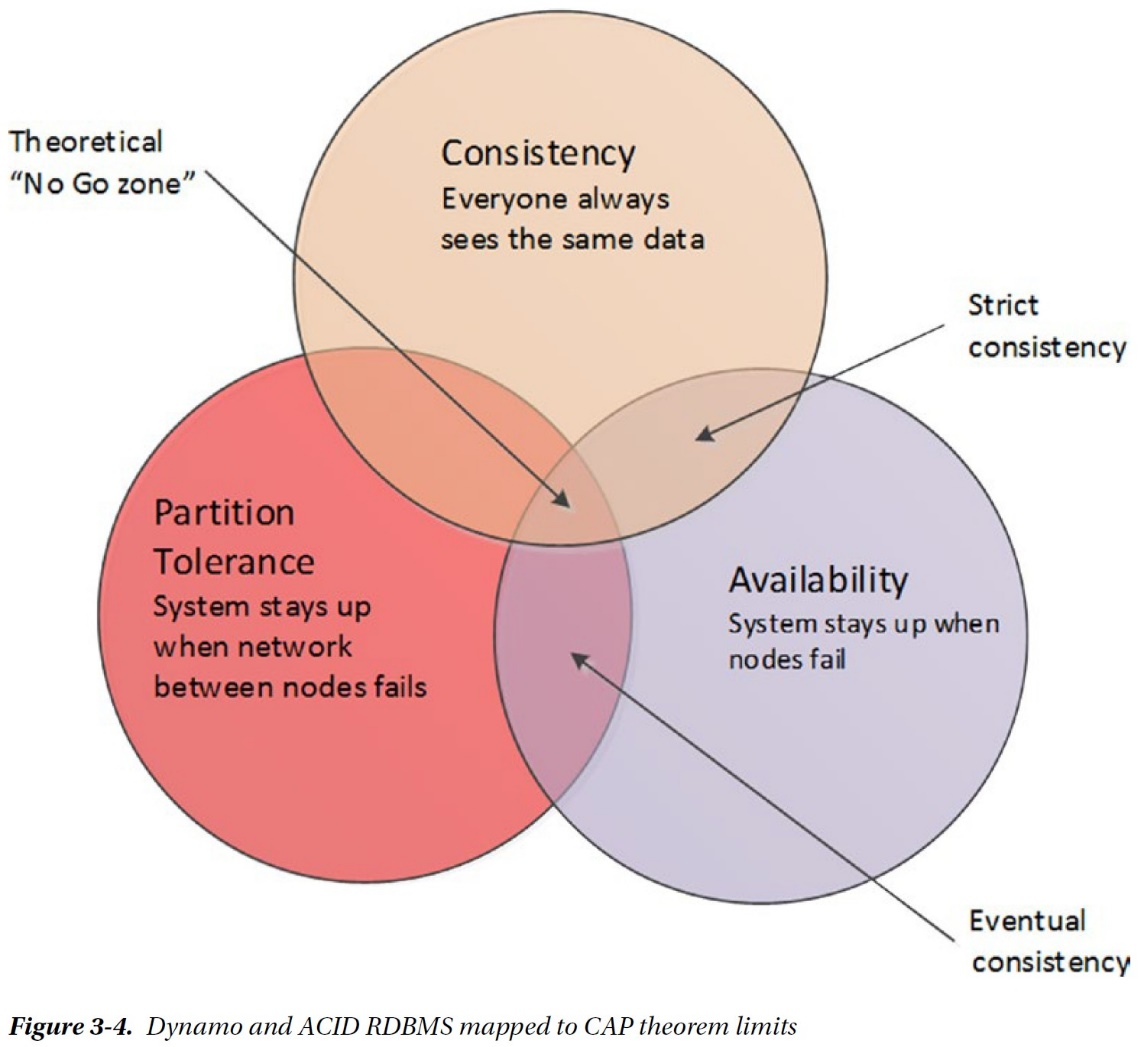 Theoretical
“No Go zone”
Consistency
Everyone always
sees the same data
Strict
consistency
Partition
Tolerance
System stays up
when network
between nodes fails
Availability
System stays up when
nodes fail
Eventual
consistency
Figure 3-4. Dynamo and ACID RDBMS mapped to CAP theorem limits